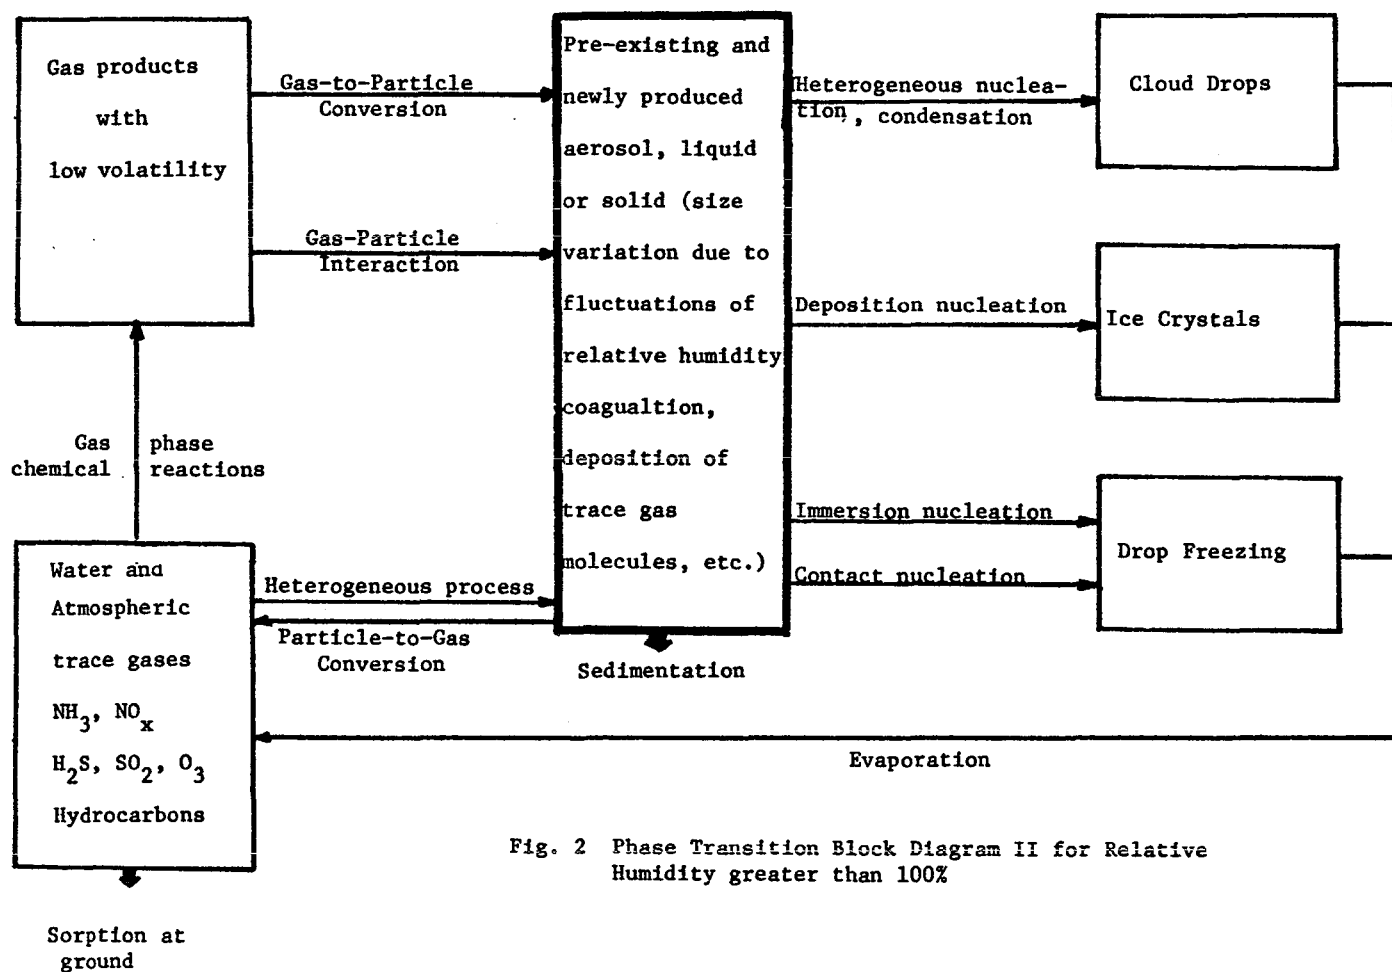 Gas products
with
low volatility
Gas-to-Particle
Conversion
Gas-Particle
Interaction
Gas phase
chemical reactions
Water and
Atmospheric
trace gases
NH3, NOx
H2S, SO2, O3
Hydrocarbons
Sorption at
ground
Heterogeneous process
Particle-to-Gas
Conversion
Pre-existing and
newly produced
aerosol, liquid
or solid (size
variation due to
fluctuations of
relative humidity
coagualtion,
deposition of
trace gas
molecules, etc.)
Sedimentation
Heterogeneous nuclea-
tion, condensation
Cloud Drops
Deposition nucleation
Ice Crystals
Immersion nucleation
Contact nucleation
Drop Freezing
Evaporation
Fig. 2 Phase Transition Block Diagram II for Relative
Humidity greater than 100%